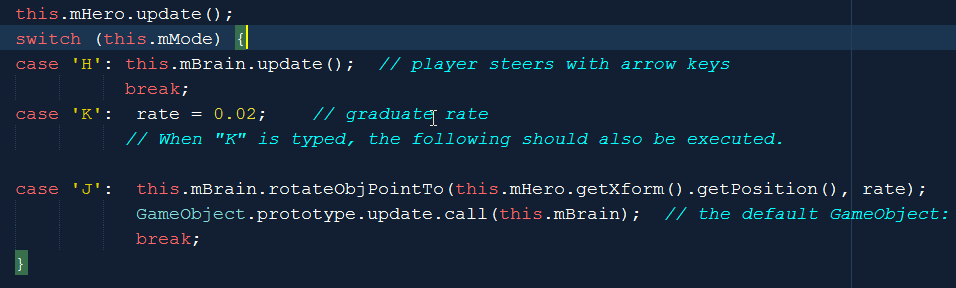 this.mHero.update();
switch (this.mMode) {
case 'H': this.mBrain.update();  // player steers with arrow keys
break;
case 'K':  rate = 0.02;    // graduate rate
// When "K" is typed, the following should also be executed.
case 'J':  this.mBrain.rotateObjPointTo(this.mHero.getXform().getPosition(), rate);
GameObject.prototype.update.call(this.mBrain);  // the default GameObject:
break;
}